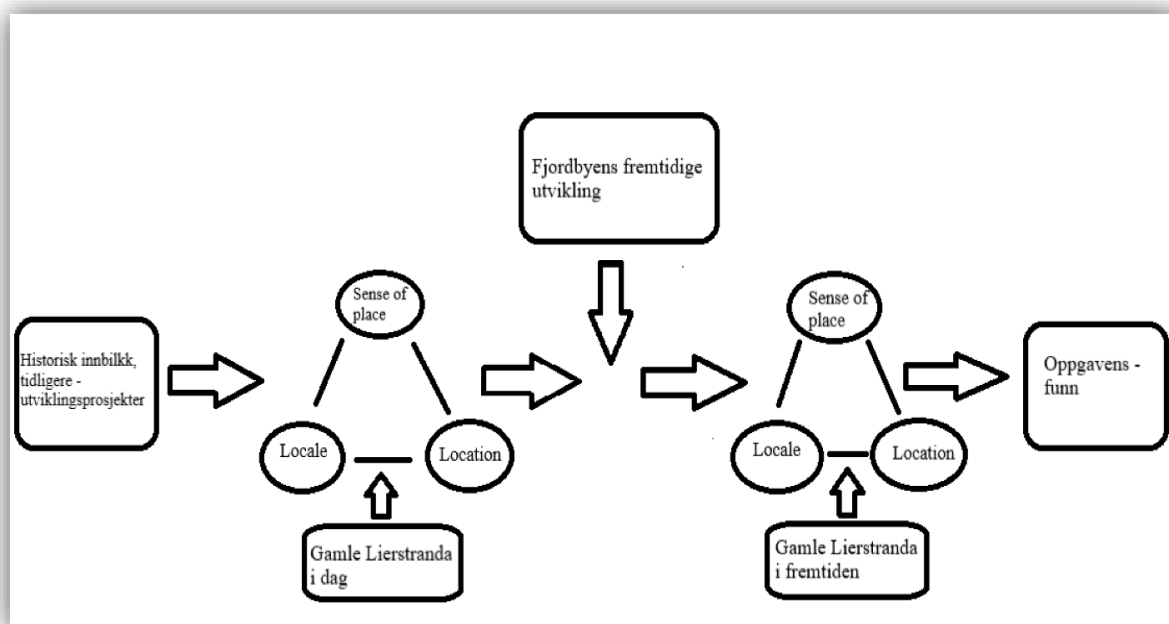 Fjordbyens fremtidige
utvikling
Historisk innbilkk,
tidligere -
utviklingsprosjekter
Sense of
place
Locale
Location
Gamle Lierstranda
i dag
Sense of
place
Locale
Location
Gamle Lierstranda
i fremtiden
Oppgavens -
funn